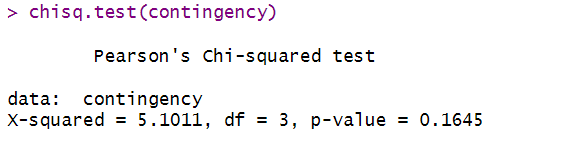 > chisq.test(contingency)
Pearson's Chi-squared test
data:  contingency
X-squared = 5.1011, df = 3, p-value = 0.1645